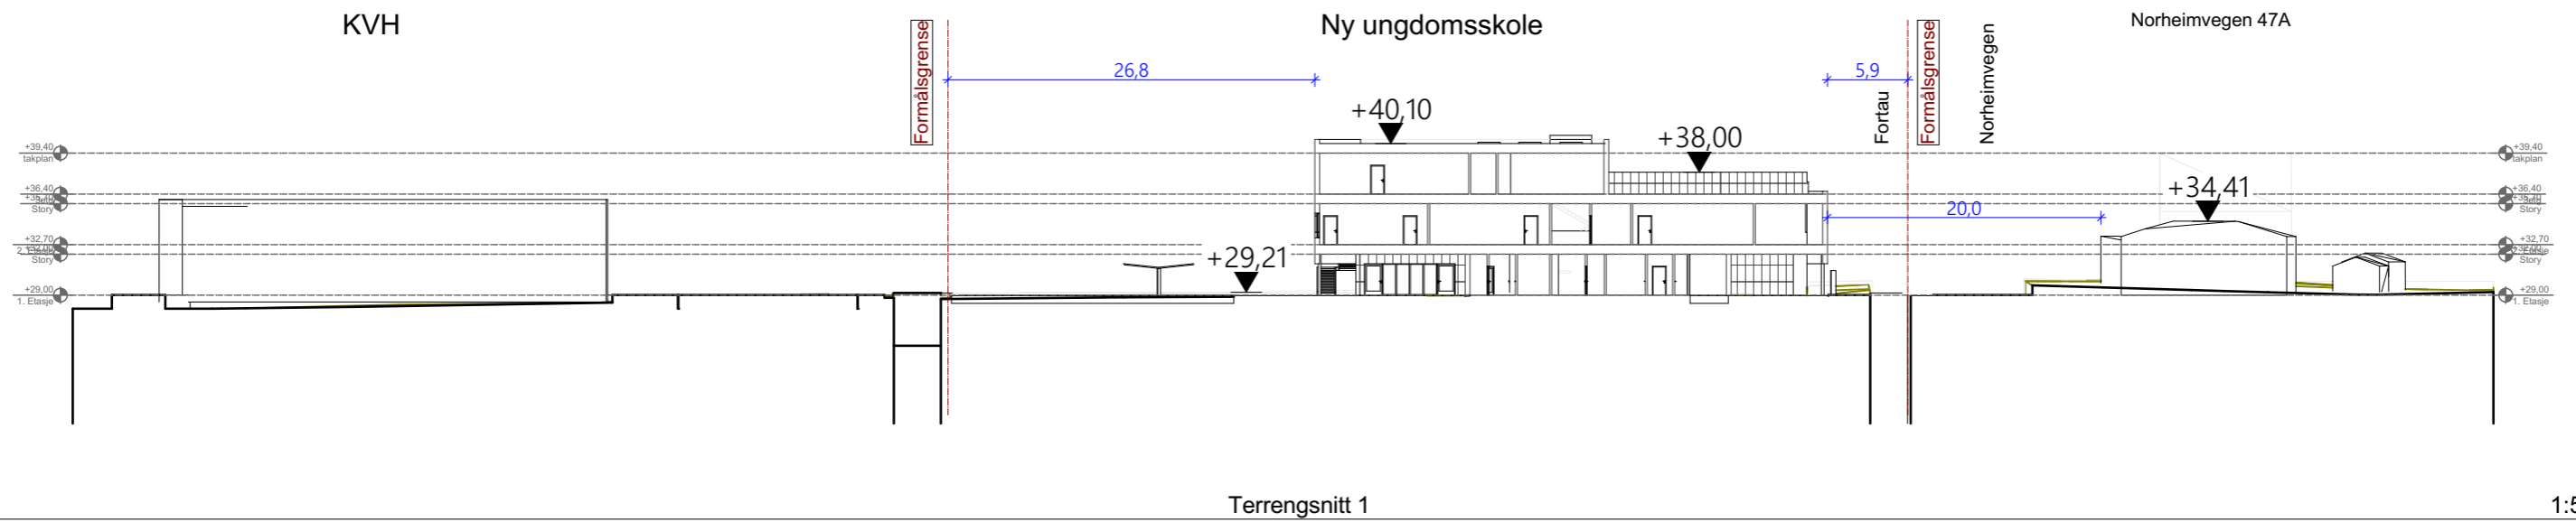 KVH
Ny ungdomsskole
Norheimvegen 47A
Formålsgrense
Formålsgrense
Norheimvegen
Fortau
26,8
5,9
+40,10
+38,00
+39,40
takplan
+39,40
takplan
+36,40
Story
+36,40
Story
+34,41
20,0
+32,70
Story
+32,70
Story
+29,21
+29,00
1. Etasje
+29,00
1. Etasje
Terrengsnitt 1